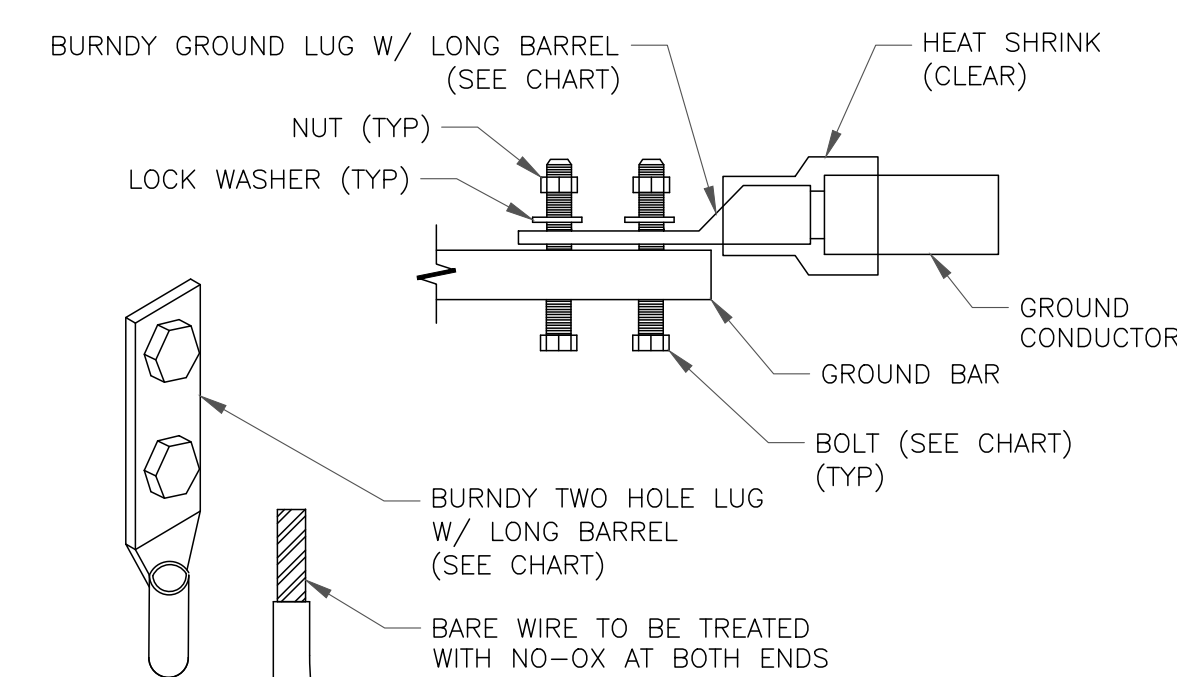 BURNDY GROUND LUG W/ LONG BARREL
(SEE CHART)
HEAT SHRINK
(CLEAR)
NUT (TYP)
LOCK WASHER (TYP)
GROUND
CONDUCTOR
GROUND BAR
BOLT (SEE CHART)
(TYP)
BURNDY TWO HOLE LUG
W/ LONG BARREL
(SEE CHART)
BARE WIRE TO BE TREATED
WITH NO-OX AT BOTH ENDS